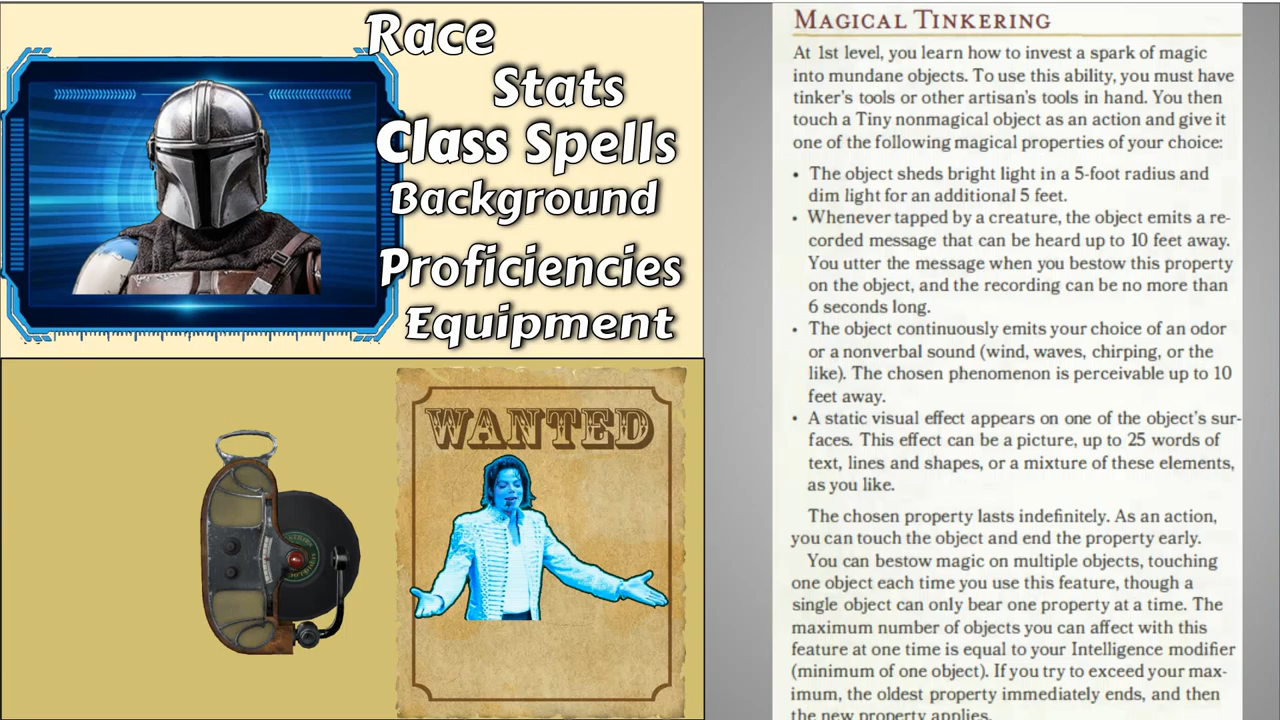 Race
Stats
Class Spells
Background
Proficiencies
Equipment
WANTED
MAGICAL TINKERING
At 1st level, you learn how to invest a spark of magic
into mundane objects. To use this ability, you must have
tinker's tools or other artisan's tools in hand. You then
touch a Tiny nonmagical object as an action and give it
one of the following magical properties of your choice:
• The object sheds bright light in a 5-foot radius and
dim light for an additional 5 feet.
• Whenever tapped by a creature, the object emits a re-
corded message that can be heard up to 10 feet away.
You utter the message when you bestow this property
on the object, and the recording can be no more than
6 seconds long.
• The object continuously emits your choice of an odor
or a nonverbal sound (wind, waves, chirping, or the
like). The chosen phenomenon is perceivable up to 10
feet away.
• A static visual effect appears on one of the object's sur-
faces. This effect can be a picture, up to 25 words of
text, lines and shapes, or a mixture of these elements,
as you like.
The chosen property lasts indefinitely. As an action,
you can touch the object and end the property early.
You can bestow magic on multiple objects, touching
one object each time you use this feature, though a
single object can only bear one property at a time. The
maximum number of objects you can affect with this
feature at one time is equal to your Intelligence modifier
(minimum of one object). If you try to exceed your max-
imum, the oldest property immediately ends, and then
the new property applies.